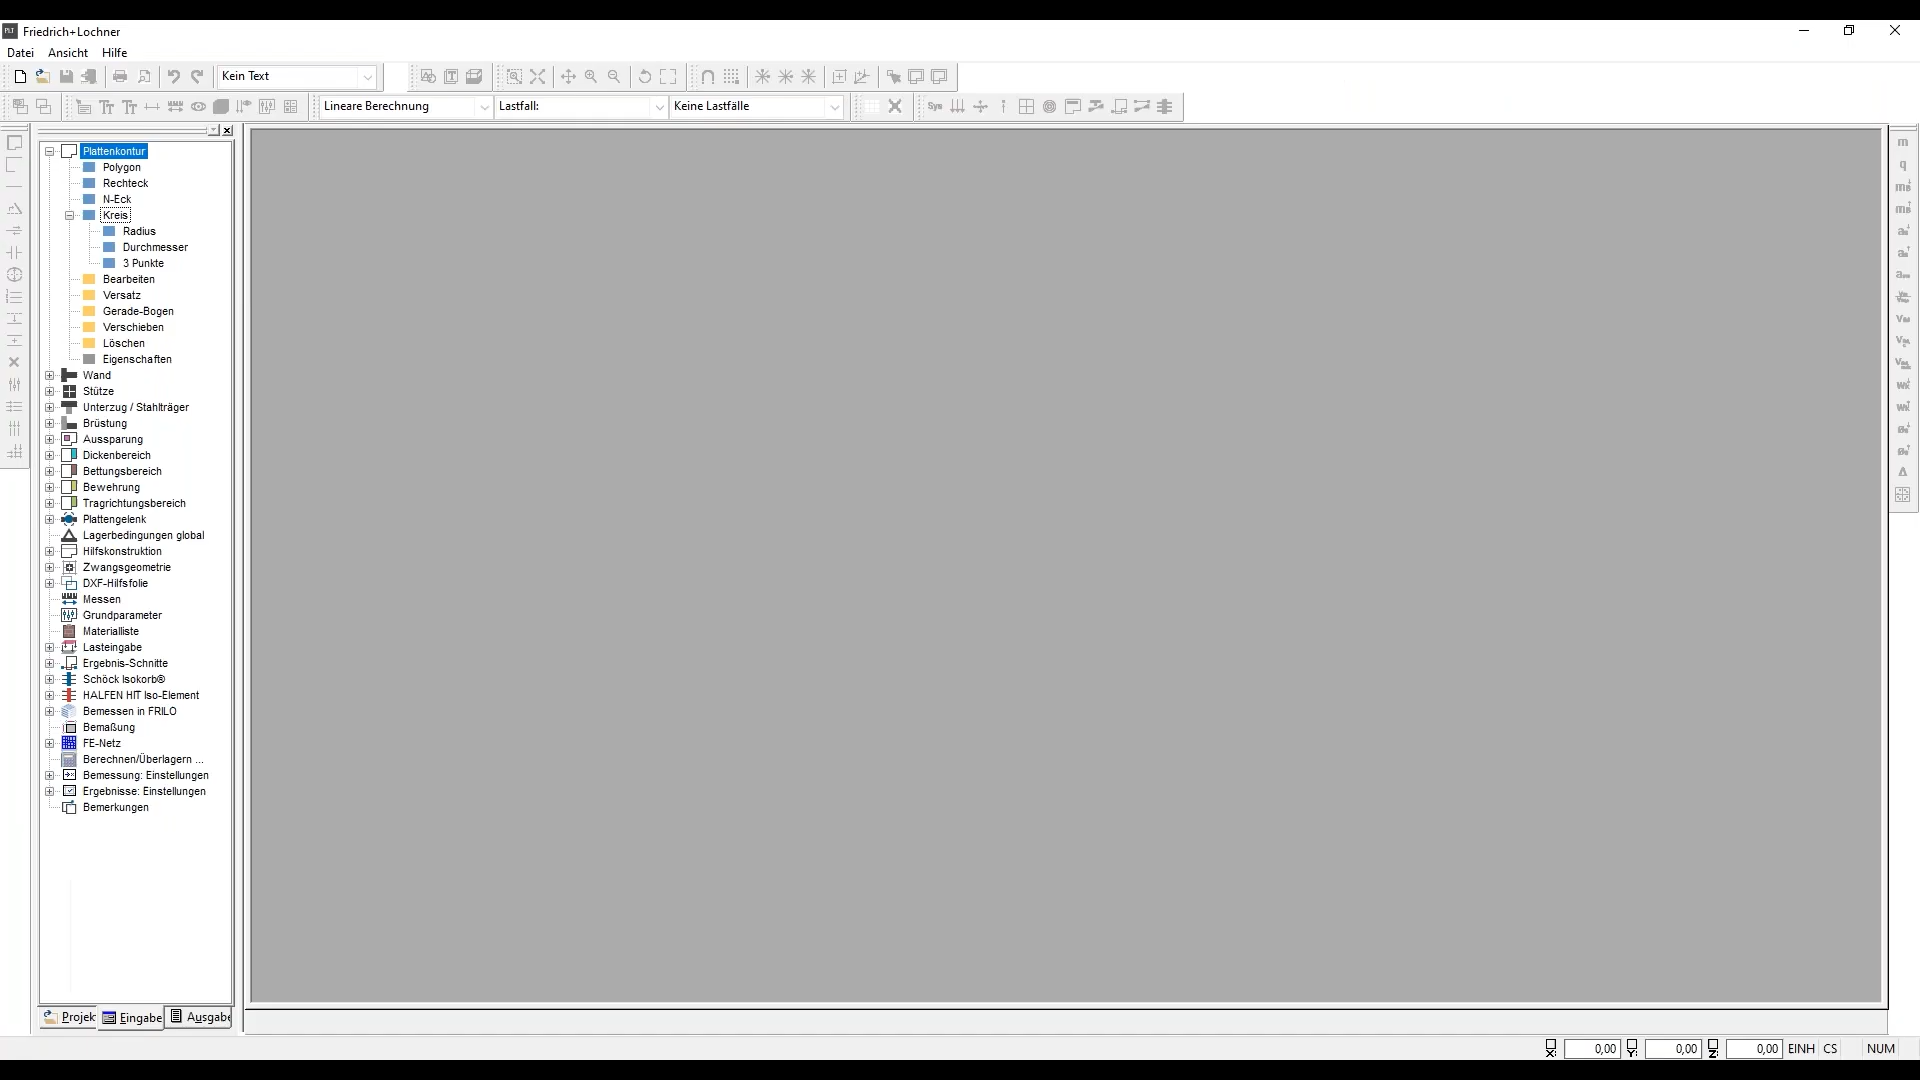 Friedrich+Lochner
Datei Ansicht Hilfe
Kein Text
Lineare Berechnung Lastfall: Keine Lastfälle
Sys
Plattenkontur
Polygon
Rechteck
N-Eck
Kreis
Radius
Durchmesser
3 Punkte
Bearbeiten
Versatz
Gerade-Bogen
Verschieben
Löschen
Eigenschaften
Wand
Stütze
Unterzug / Stahlträger
Brüstung
Aussparung
Dickenbereich
Bettungsbereich
Bewehrung
Tragrichtungsbereich
Plattengelenk
Lagerbedingungen global
Hilfskonstruktion
Zwangsgeometrie
DXF-Hilfsfolie
Messen
Grundparameter
Materialliste
Lasteingabe
Ergebnis-Schnitte
Schöck Isokorb®
HALFEN HIT Iso-Element
Bemessen in FRILO
Bemaßung
FE-Netz
Berechnen/Überlagern ...
Bemessung: Einstellungen
Ergebnisse: Einstellungen
Bemerkungen
Projek Eingabe Ausgabe
m
q
X: 0,00 Y: 0,00 Z: 0,00 EINH CS NUM